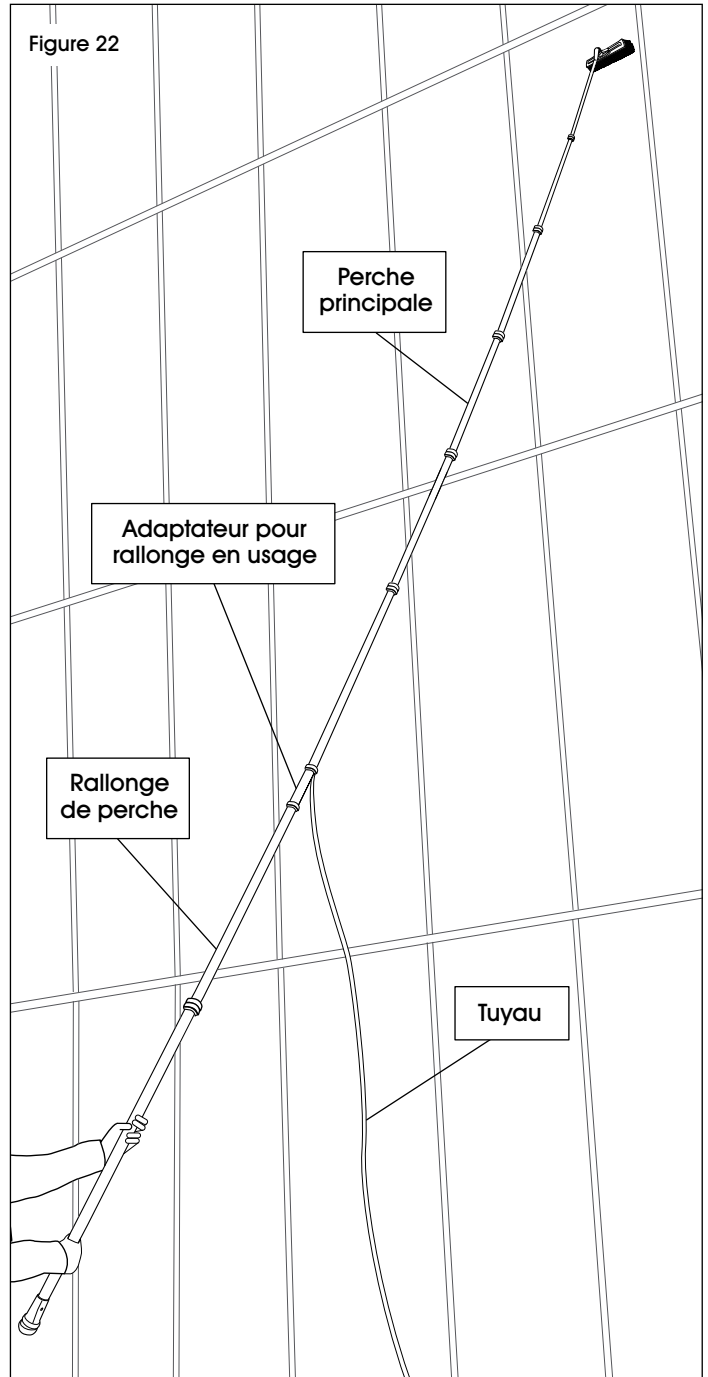 Figure 22
Perche
principale
Adaptateur pour
rallonge en usage
Rallonge
de perche
Tuyau